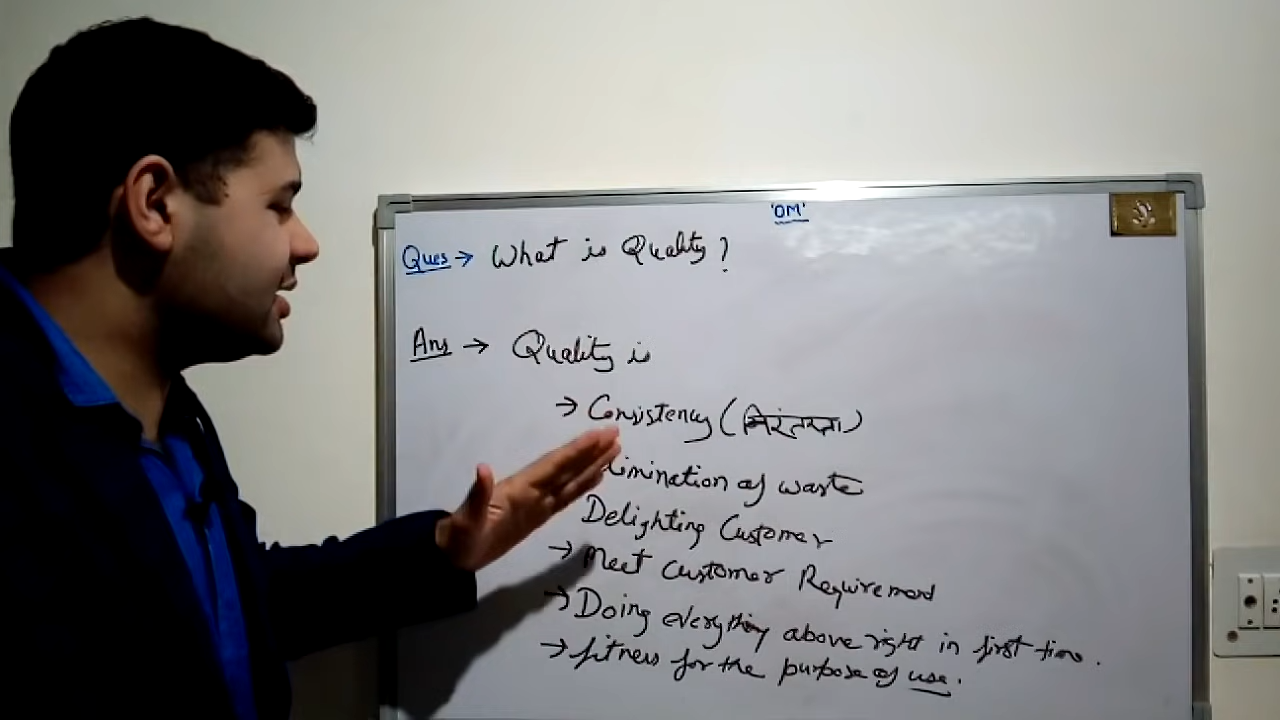 'OM'
Ques → What is Quality?
Ans → Quality is
→ Consistency (निरंतरता)
limination of waste
Delighting Customer
→ Meet Customer Requirement
→ Doing everything above right in first time.
→ fitness for the purpose of use.